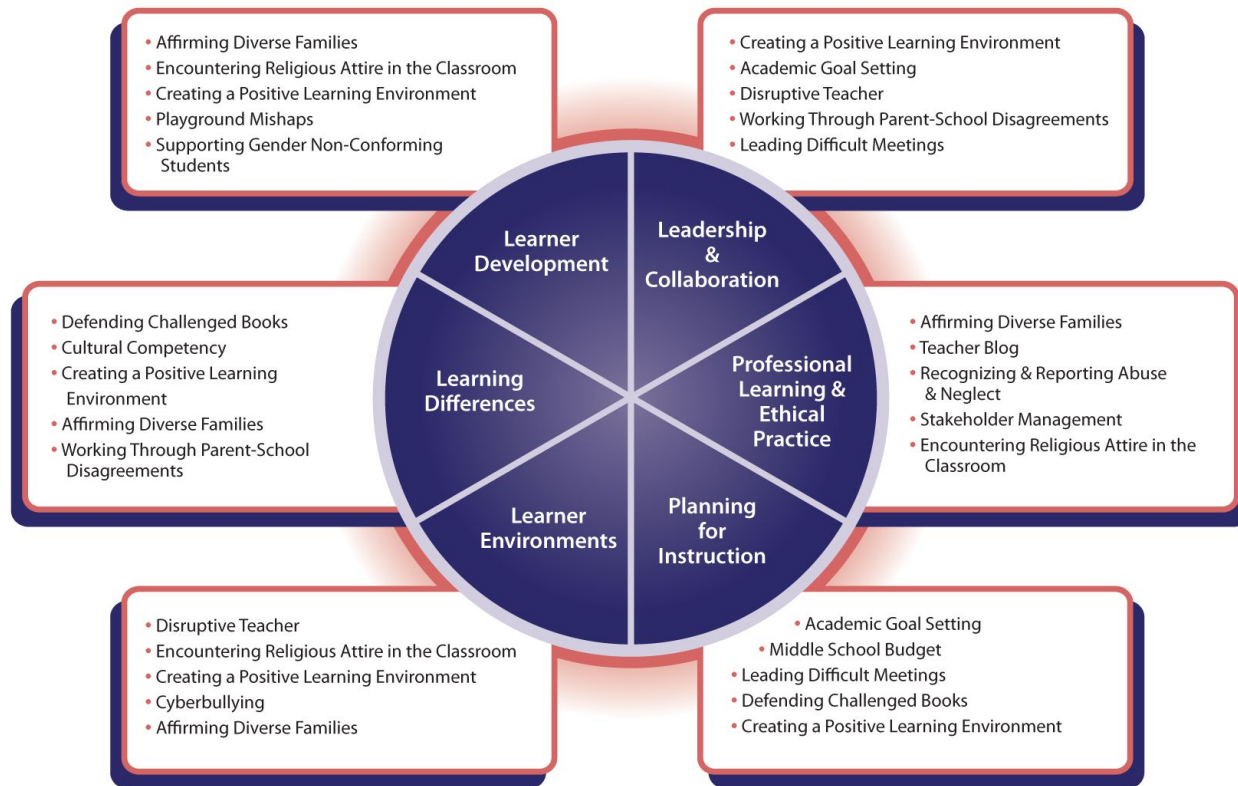 • Affirming Diverse Families
• Encountering Religious Attire in the Classroom
• Creating a Positive Learning Environment
• Playground Mishaps
• Supporting Gender Non-Conforming
Students
• Creating a Positive Learning Environment
• Academic Goal Setting
• Disruptive Teacher
• Working Through Parent-School Disagreements
• Leading Difficult Meetings
Learner
Development
Leadership
&
Collaboration
• Defending Challenged Books
• Cultural Competency
• Creating a Positive Learning
Environment
• Affirming Diverse Families
• Working Through Parent-School
Disagreements
Learning
Differences
Professional
Learning &
Ethical
Practice
• Affirming Diverse Families
• Teacher Blog
• Recognizing & Reporting Abuse
& Neglect
• Stakeholder Management
• Encountering Religious Attire in the
Classroom
Learner
Environments
Planning
for
Instruction
• Disruptive Teacher
• Encountering Religious Attire in the Classroom
• Creating a Positive Learning Environment
• Cyberbullying
• Affirming Diverse Families
• Academic Goal Setting
• Middle School Budget
• Leading Difficult Meetings
• Defending Challenged Books
• Creating a Positive Learning Environment